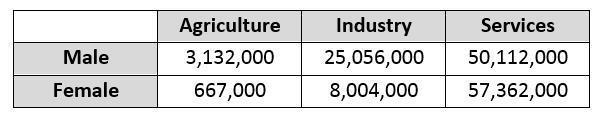 Agriculture Industry Services
Male 3,132,000 25,056,000 50,112,000
Female 667,000 8,004,000 57,362,000